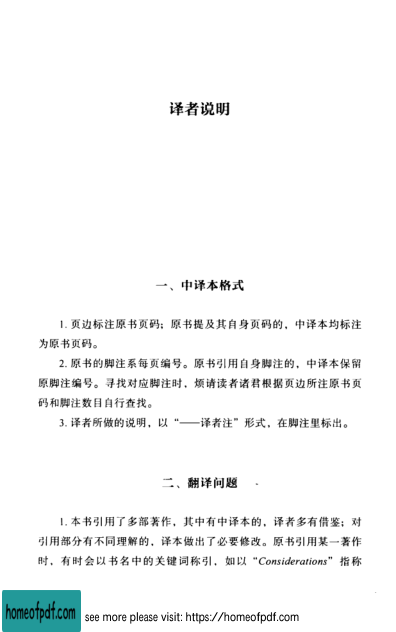 译者说明
一、中译本格式
1. 页边标注原书页码；原书提及其自身页码的，中译本均标注
为原书页码。
2. 原书的脚注系每页编号。原书引用自身脚注的，中译本保留
原脚注编号。寻找对应脚注时，烦请读者诸君根据页边所注原书页
码和脚注数目自行查找。
3. 译者所做的说明，以“——译者注”形式，在脚注里标出。
二、翻译问题
1. 本书引用了多部著作，其中有中译本的，译者多有借鉴；对
引用部分有不同理解的，译本做出了必要修改。原书引用某一著作
时，有时会以书名中的关键词称引，如以“Considerations”指称
homeofpdf.com
see more please visit: https://homeofpdf.com